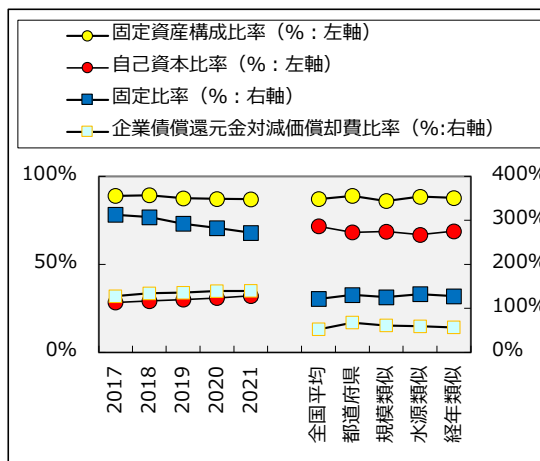 固定資産構成比率（%：左軸）
自己資本比率（%：左軸）
固定比率（%：右軸）
企業債償還元金対減価償却費比率（%:右軸）
100%
50%
0%
400%
300%
200%
100%
0%
2017
2018
2019
2020
2021
全国平均
都道府県
規模類似
水源類似
経年類似